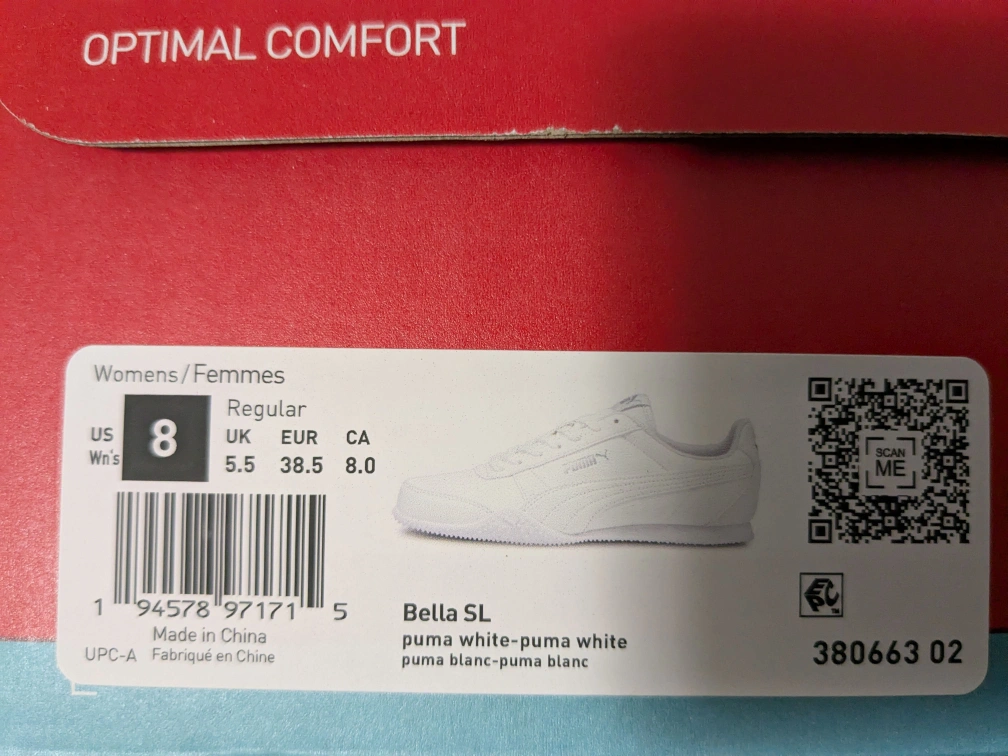 OPTIMAL COMFORT
Womens/Femmes
US
Wn's
8
Regular
UK EUR CA
5.5 38.5 8.0
PUMA
SCAN
ME
1 94578 97171 5
Made in China
UPC-A Fabriqué en Chine
Bella SL
puma white-puma white
puma blanc-puma blanc
EPC
TM
380663 02